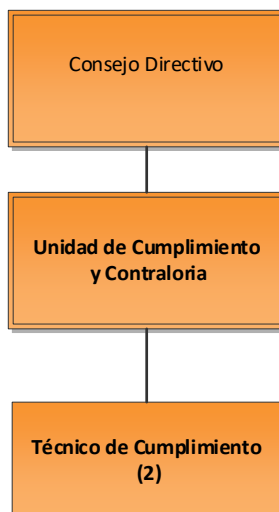 Consejo Directivo
Unidad de Cumplimiento
y Contraloria
Técnico de Cumplimiento
(2)